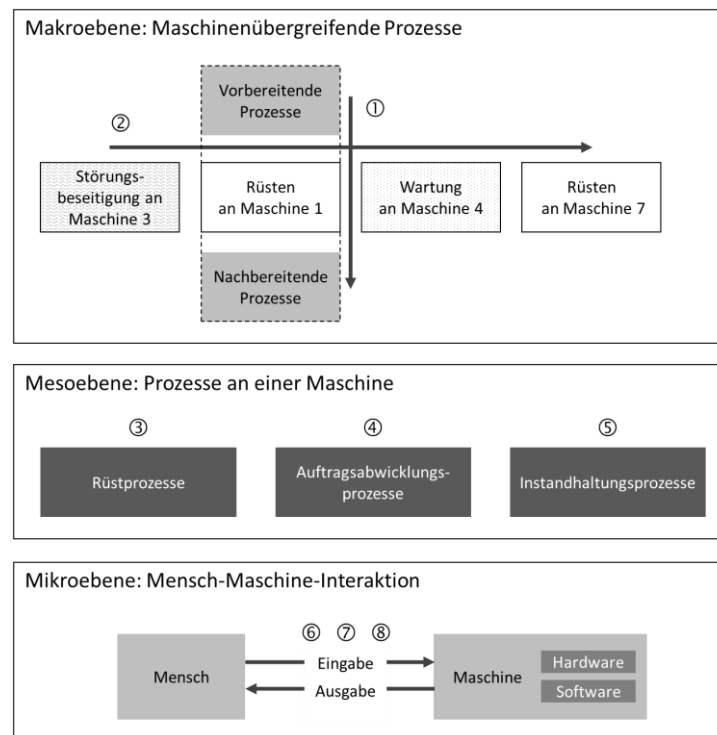 Makroebene: Maschinenübergreifende Prozesse
Vorbereitende
Prozesse
①
②
Störungs-
beseitigung an
Maschine 3
Rüsten
an Maschine 1
Wartung
an Maschine 4
Rüsten
an Maschine 7
Nachbereitende
Prozesse
Mesoebene: Prozesse an einer Maschine
③
④
⑤
Rüstprozesse
Auftragsabwicklungs-
prozesse
Instandhaltungsprozesse
Mikroebene: Mensch-Maschine-Interaktion
⑥ ⑦ ⑧
Mensch
Eingabe
Ausgabe
Maschine
Hardware
Software